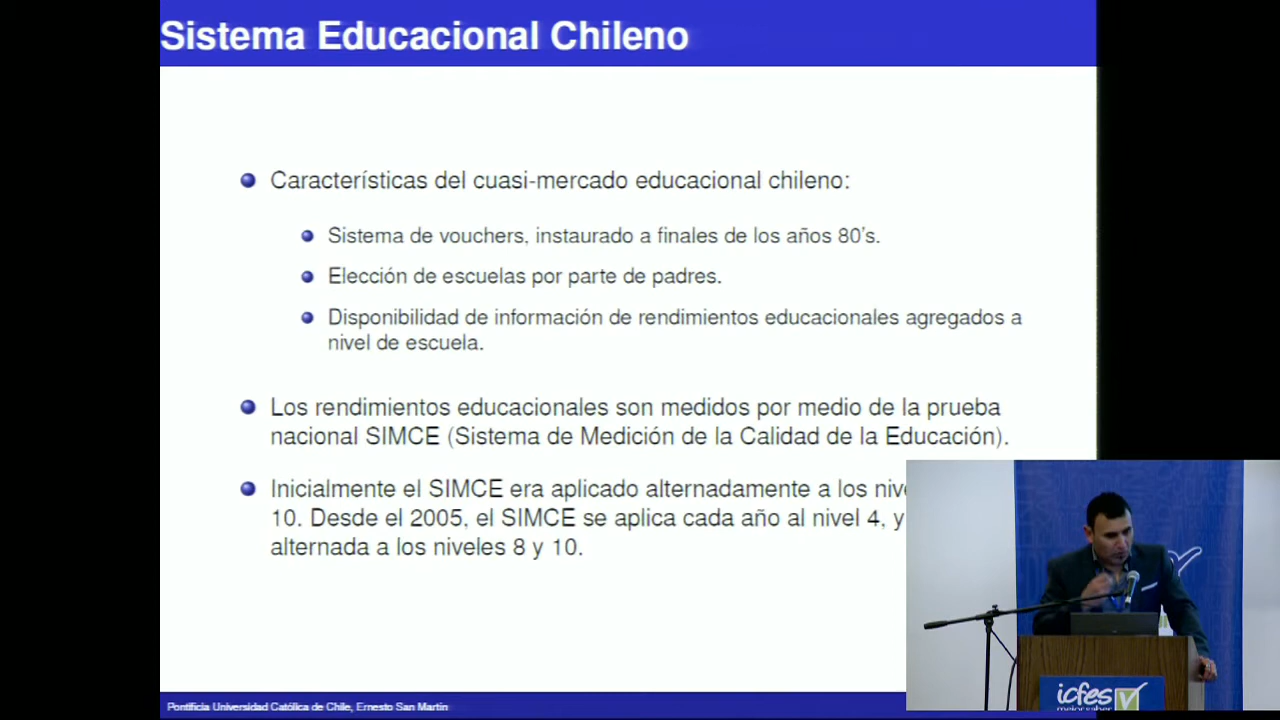 Sistema Educacional Chileno
Características del cuasi-mercado educacional chileno:
Sistema de vouchers, instaurado a finales de los años 80's.
Elección de escuelas por parte de padres.
Disponibilidad de información de rendimientos educacionales agregados a
nivel de escuela.
Los rendimientos educacionales son medidos por medio de la prueba
nacional SIMCE (Sistema de Medición de la Calidad de la Educación).
Inicialmente el SIMCE era aplicado alternadamente a los
10. Desde el 2005, el SIMCE se aplica cada año al nivel 4, y
alternada a los niveles 8 y 10.
icfes
mejor saber
Pontificia Universidad Católica de Chile, Ernesto San Martín